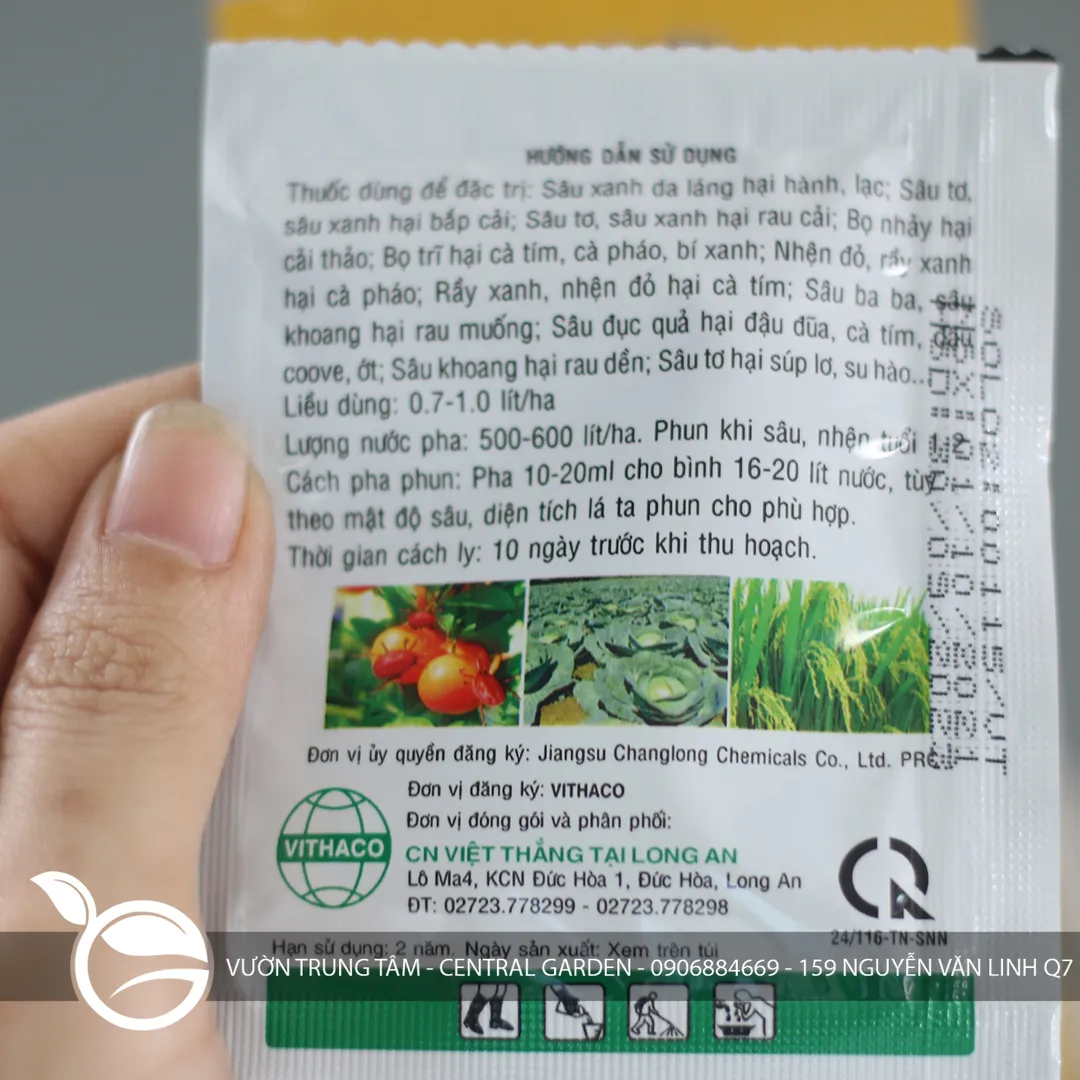 HƯỚNG DẪN SỬ DỤNG
Thuốc dùng để đặc trị: Sâu xanh da láng hại hành, lạc; Sâu tơ,
sâu xanh hại bắp cải; Sâu tơ, sâu xanh hại rau cải; Bọ nhảy hại
cải thảo; Bọ trĩ hại cà tím, cà pháo, bí xanh; Nhện đỏ, rầy xanh
hại cà pháo; Rầy xanh, nhện đỏ hại cà tím; Sâu ba ba, sâu
khoang hại rau muống; Sâu đục quả hại đậu đũa, cà tím, đậu
coove, ớt; Sâu khoang hại rau dền; Sâu tơ hại súp lơ, su hào...
Liều dùng: 0.7-1.0 lít/ha
Lượng nước pha: 500-600 lít/ha. Phun khi sâu, nhện tuổi 1-2
Cách pha phun: Pha 10-20ml cho bình 16-20 lít nước, tùy
theo mật độ sâu, diện tích lá ta phun cho phù hợp.
Thời gian cách ly: 10 ngày trước khi thu hoạch.
Đơn vị ủy quyền đăng ký: Jiangsu Changlong Chemicals Co., Ltd.
Đơn vị đăng ký: VITHACO
Đơn vị đóng gói và phân phối:
VITHACO
CN VIỆT THẮNG TẠI LONG AN
Lô Ma4, KCN Đức Hòa 1, Đức Hòa, Long An
ĐT: 02723.778299 - 02723.778298
24/116-TN-SNN
Hạn sử dụng: 2 năm. Ngày sản xuất: Xem trên túi
VƯỜN TRUNG TÂM - CENTRAL GARDEN - 0906884669 - 159 NGUYỄN VĂN LINH Q7